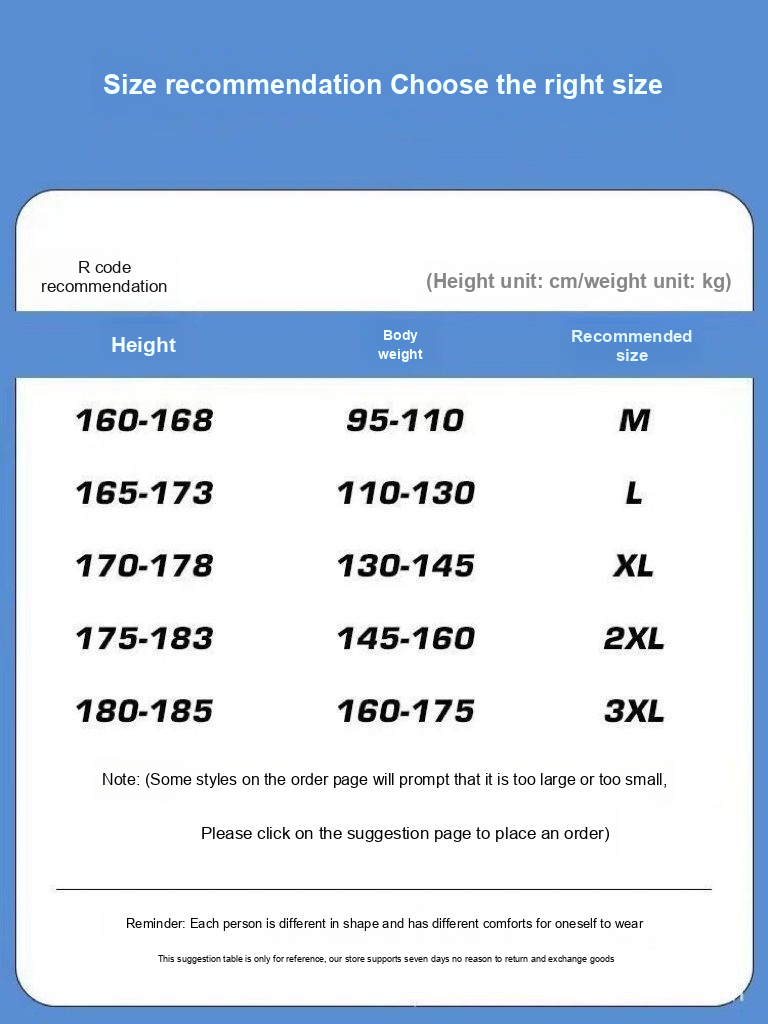 Size recommendation Choose the right size
R code
recommendation
(Height unit: cm/weight unit: kg)
Height
Body
weight
Recommended
size
160-168 95-110 M
165-173 110-130 L
170-178 130-145 XL
175-183 145-160 2XL
180-185 160-175 3XL
Note: (Some styles on the order page will prompt that it is too large or too small,
Please click on the suggestion page to place an order)
Reminder: Each person is different in shape and has different comforts for oneself to wear
This suggestion table is only for reference, our store supports seven days no reason to return and exchange goods